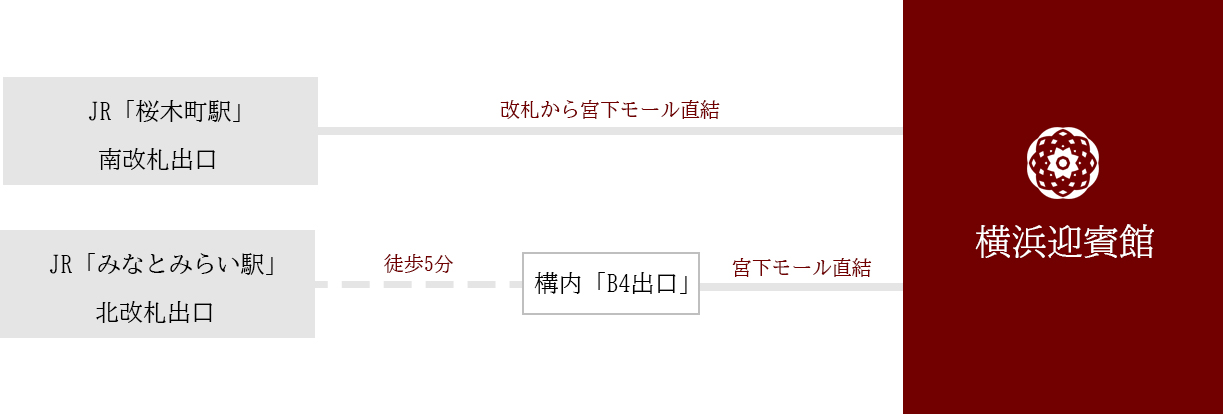 JR「桜木町駅」
南改札出口
改札から宮下モール直結
横浜迎賓館
JR「みなとみらい駅」
北改札出口
徒歩5分
構内「B4出口」
宮下モール直結